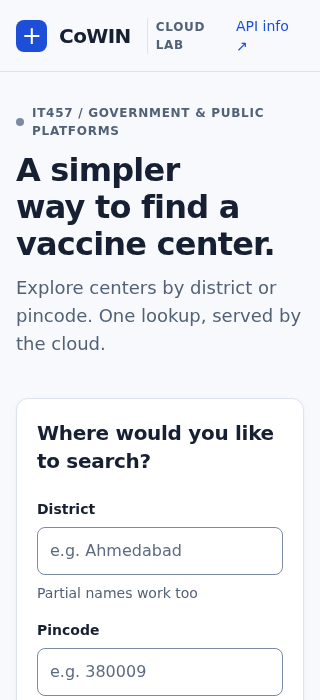 CoWIN
CLOUD
LAB
API info
↗
IT457 / GOVERNMENT & PUBLIC
PLATFORMS
A simpler
way to find a
vaccine center.
Explore centers by district or
pincode. One lookup, served by
the cloud.
Where would you like
to search?
District
e.g. Ahmedabad
Partial names work too
Pincode
e.g. 380009